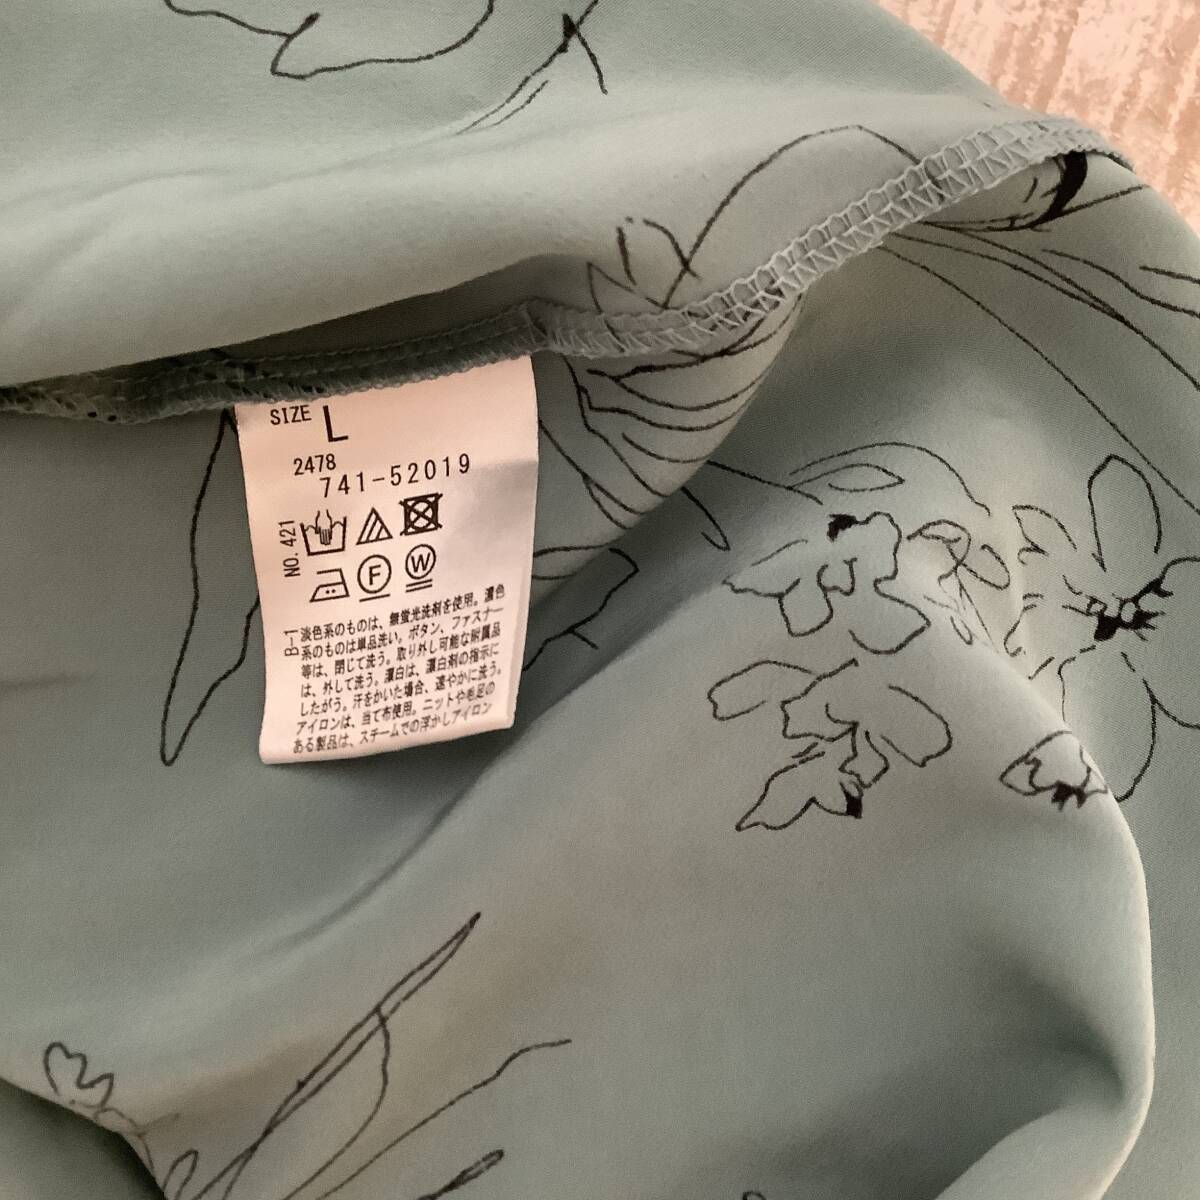 SIZE L
2478
741-52019
NO.421
F W
B-1
淡色系のものは、無蛍光洗剤を使用。濃色
系のものは単品洗い。ボタン、ファスナー
等は、閉じて洗う。取り外し可能な附属品
は、外して洗う。漂白は、漂白剤の指示に
したがう。汗をかいた場合、速やかに洗う。
アイロンは、当て布使用。ニットや毛足の
ある製品は、スチームでの浮かしアイロン